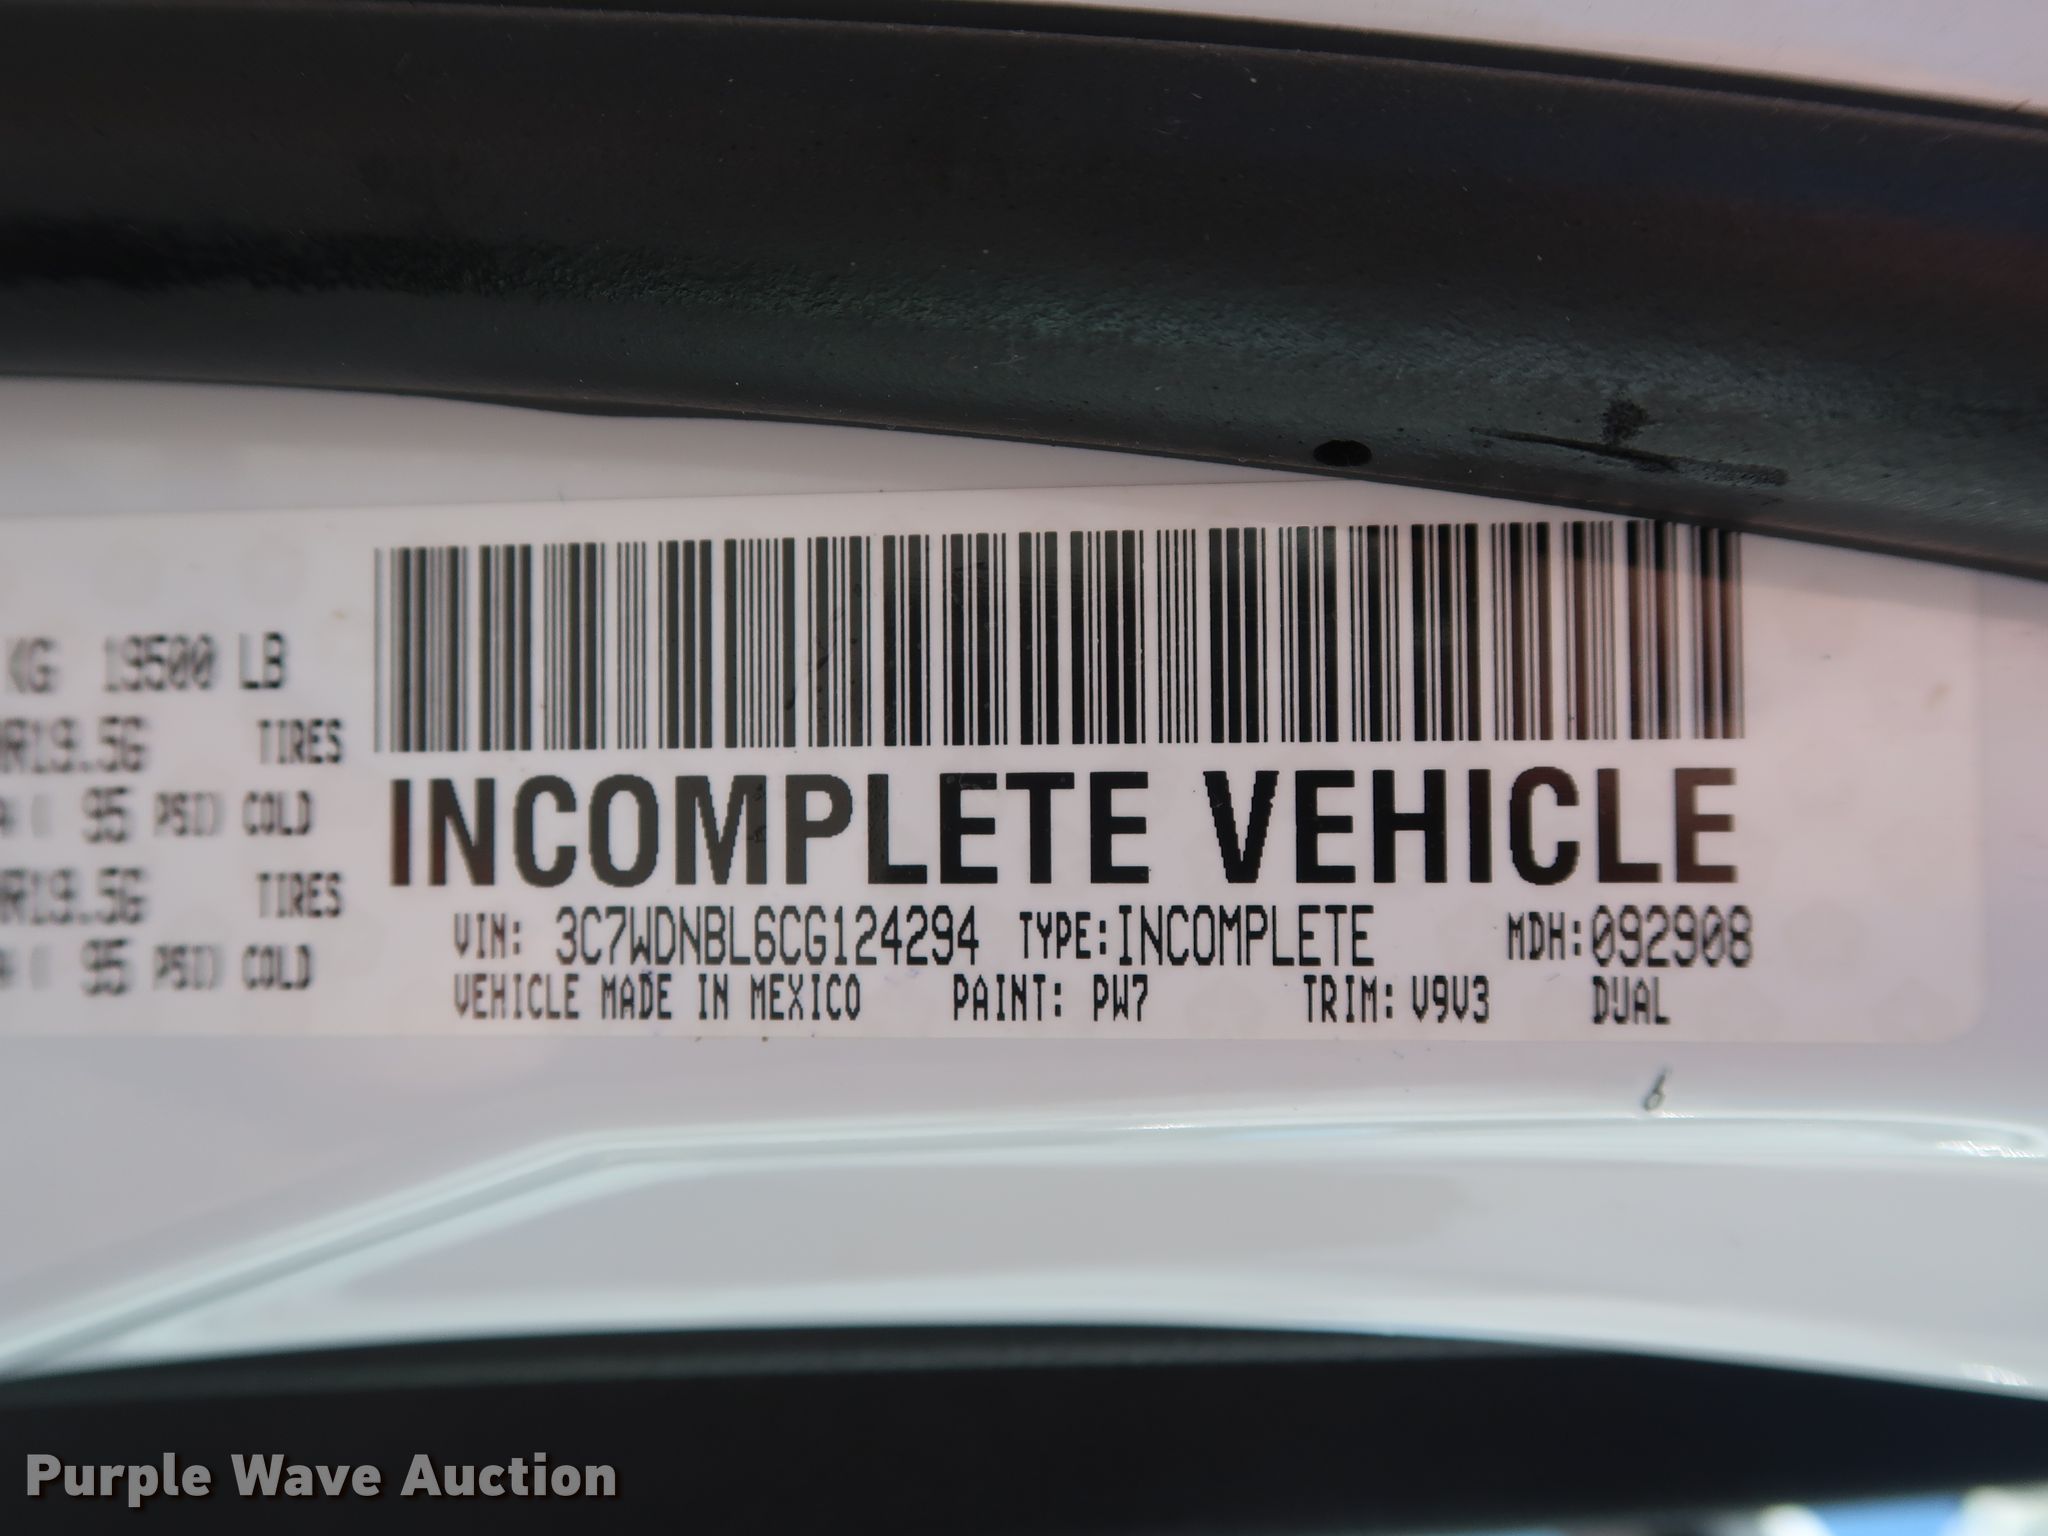 KG 19500 LB
R19.5G TIRES
95 PSI) COLD
R19.5G TIRES
95 PSI) COLD
INCOMPLETE VEHICLE
VIN: 3C7WDNBL6CG124294 TYPE:INCOMPLETE MDH:092908
VEHICLE MADE IN MEXICO PAINT: PW7 TRIM: V9V3 DUAL
Purple Wave Auction